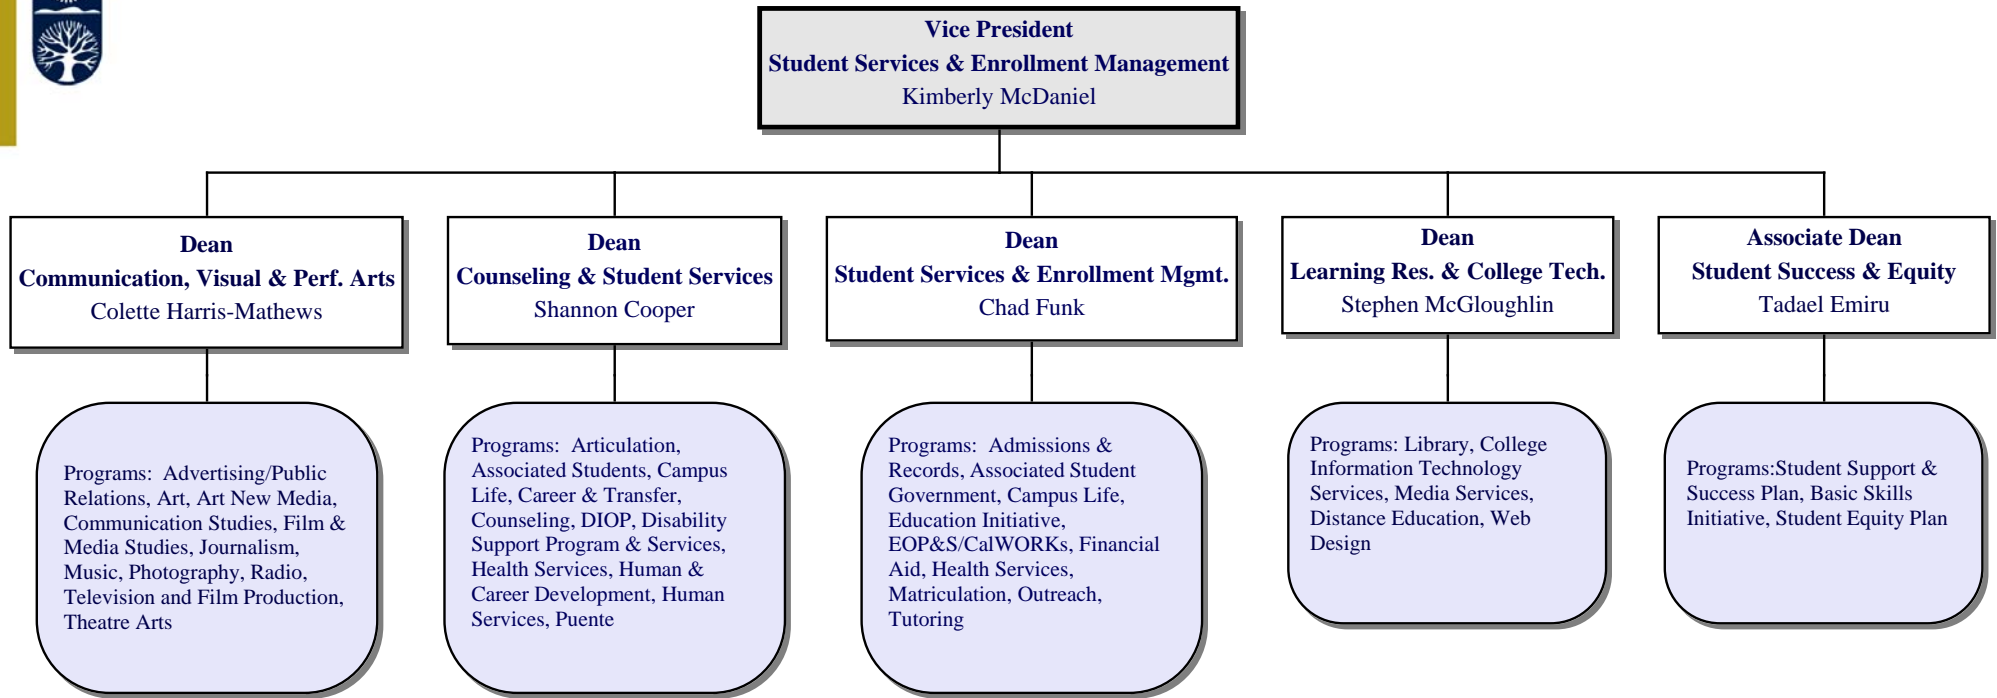 Vice President
Student Services & Enrollment Management
Kimberly McDaniel
Dean
Communication, Visual & Perf. Arts
Colette Harris-Mathews
Dean
Counseling & Student Services
Shannon Cooper
Dean
Student Services & Enrollment Mgmt.
Chad Funk
Dean
Learning Res. & College Tech.
Stephen McGloughlin
Associate Dean
Student Success & Equity
Tadael Emiru
Programs:  Advertising/Public
Relations, Art, Art New Media,
Communication Studies, Film &
Media Studies, Journalism,
Music, Photography, Radio,
Television and Film Production,
Theatre Arts
Programs:  Articulation,
Associated Students, Campus
Life, Career & Transfer,
Counseling, DIOP, Disability
Support Program & Services,
Health Services, Human &
Career Development, Human
Services, Puente
Programs:  Admissions &
Records, Associated Student
Government, Campus Life,
Education Initiative,
EOP&S/CalWORKs, Financial
Aid, Health Services,
Matriculation, Outreach,
Tutoring
Programs: Library, College
Information Technology
Services, Media Services,
Distance Education, Web
Design
Programs:Student Support &
Success Plan, Basic Skills
Initiative, Student Equity Plan